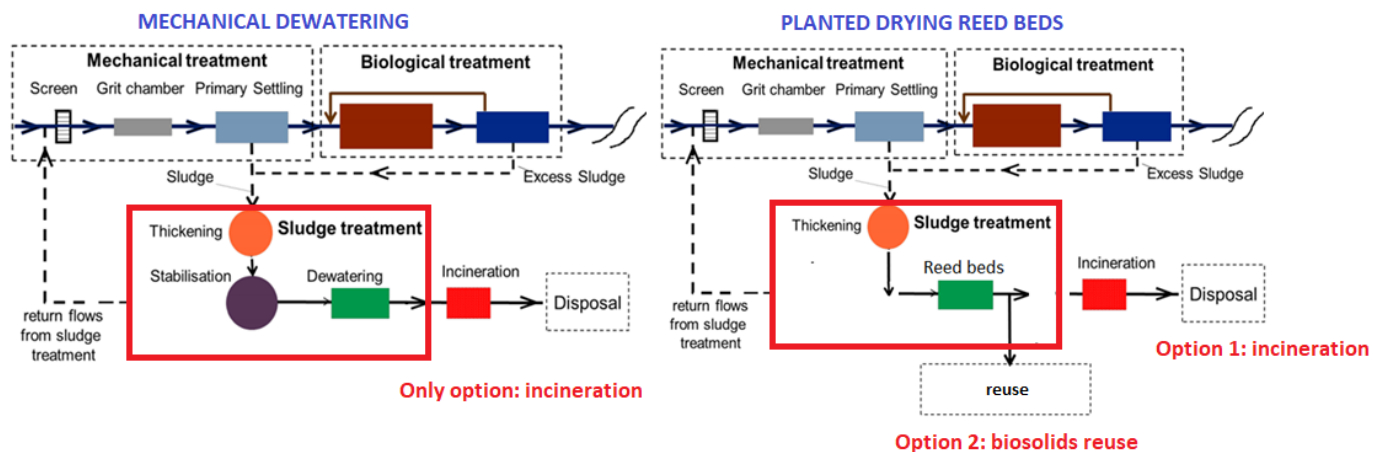 MECHANICAL DEWATERING
Mechanical treatment
Biological treatment
Screen
Grit chamber
Primary Settling
Sludge
Excess Sludge
Thickening
Sludge treatment
Stabilisation
Dewatering
Incineration
Disposal
return flows
from sludge
treatment
Only option: incineration
PLANTED DRYING REED BEDS
Mechanical treatment
Biological treatment
Screen
Grit chamber
Primary Settling
Sludge
Excess Sludge
Thickening
Sludge treatment
Reed beds
Incineration
Disposal
return flows
from sludge
treatment
Option 1: incineration
reuse
Option 2: biosolids reuse